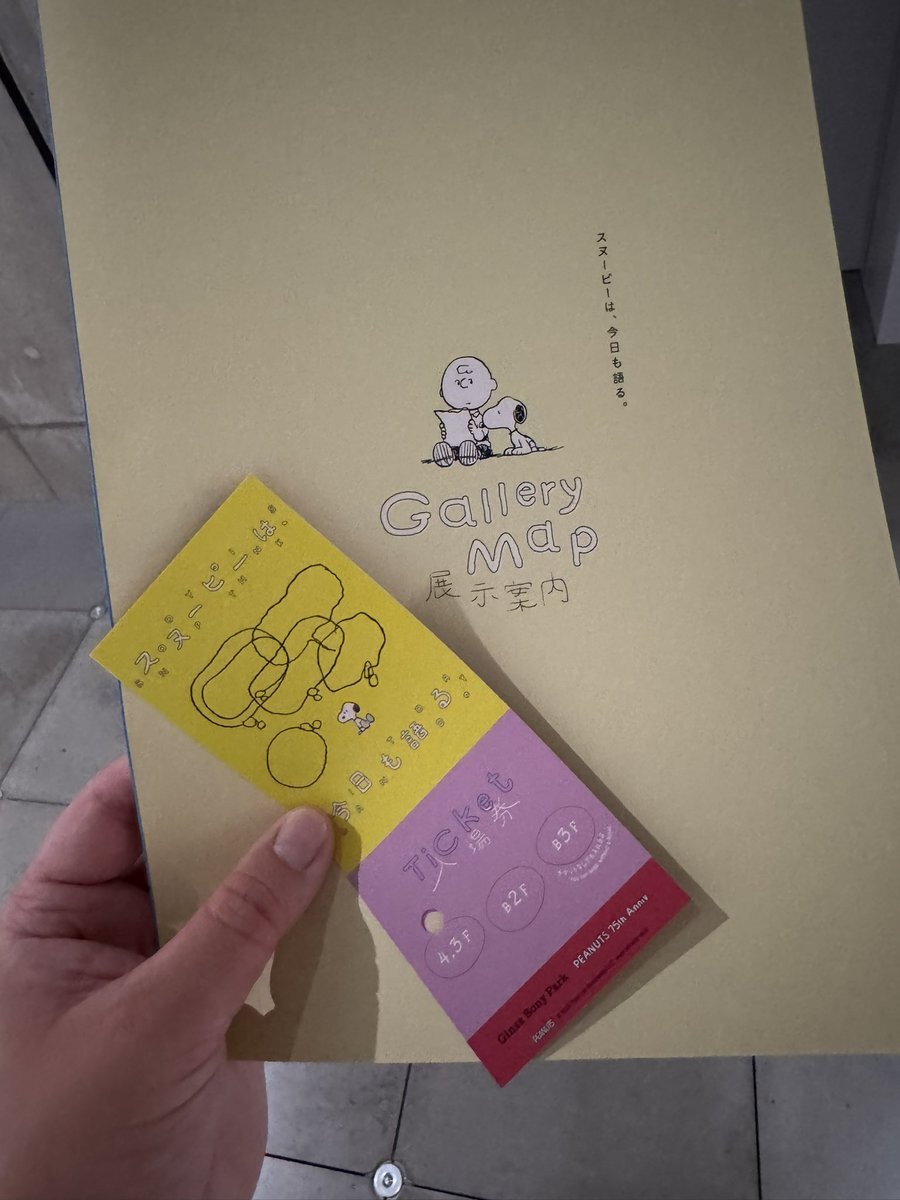 スヌーピーは、今日も語る。
Gallery
Map
展示案内
スヌーピーは、
今日も語る。
Ticket
入場券
4.3F
B2F
B3F
PEANUTS 75th Anniv
Ginza Sony Park
PEANUTS